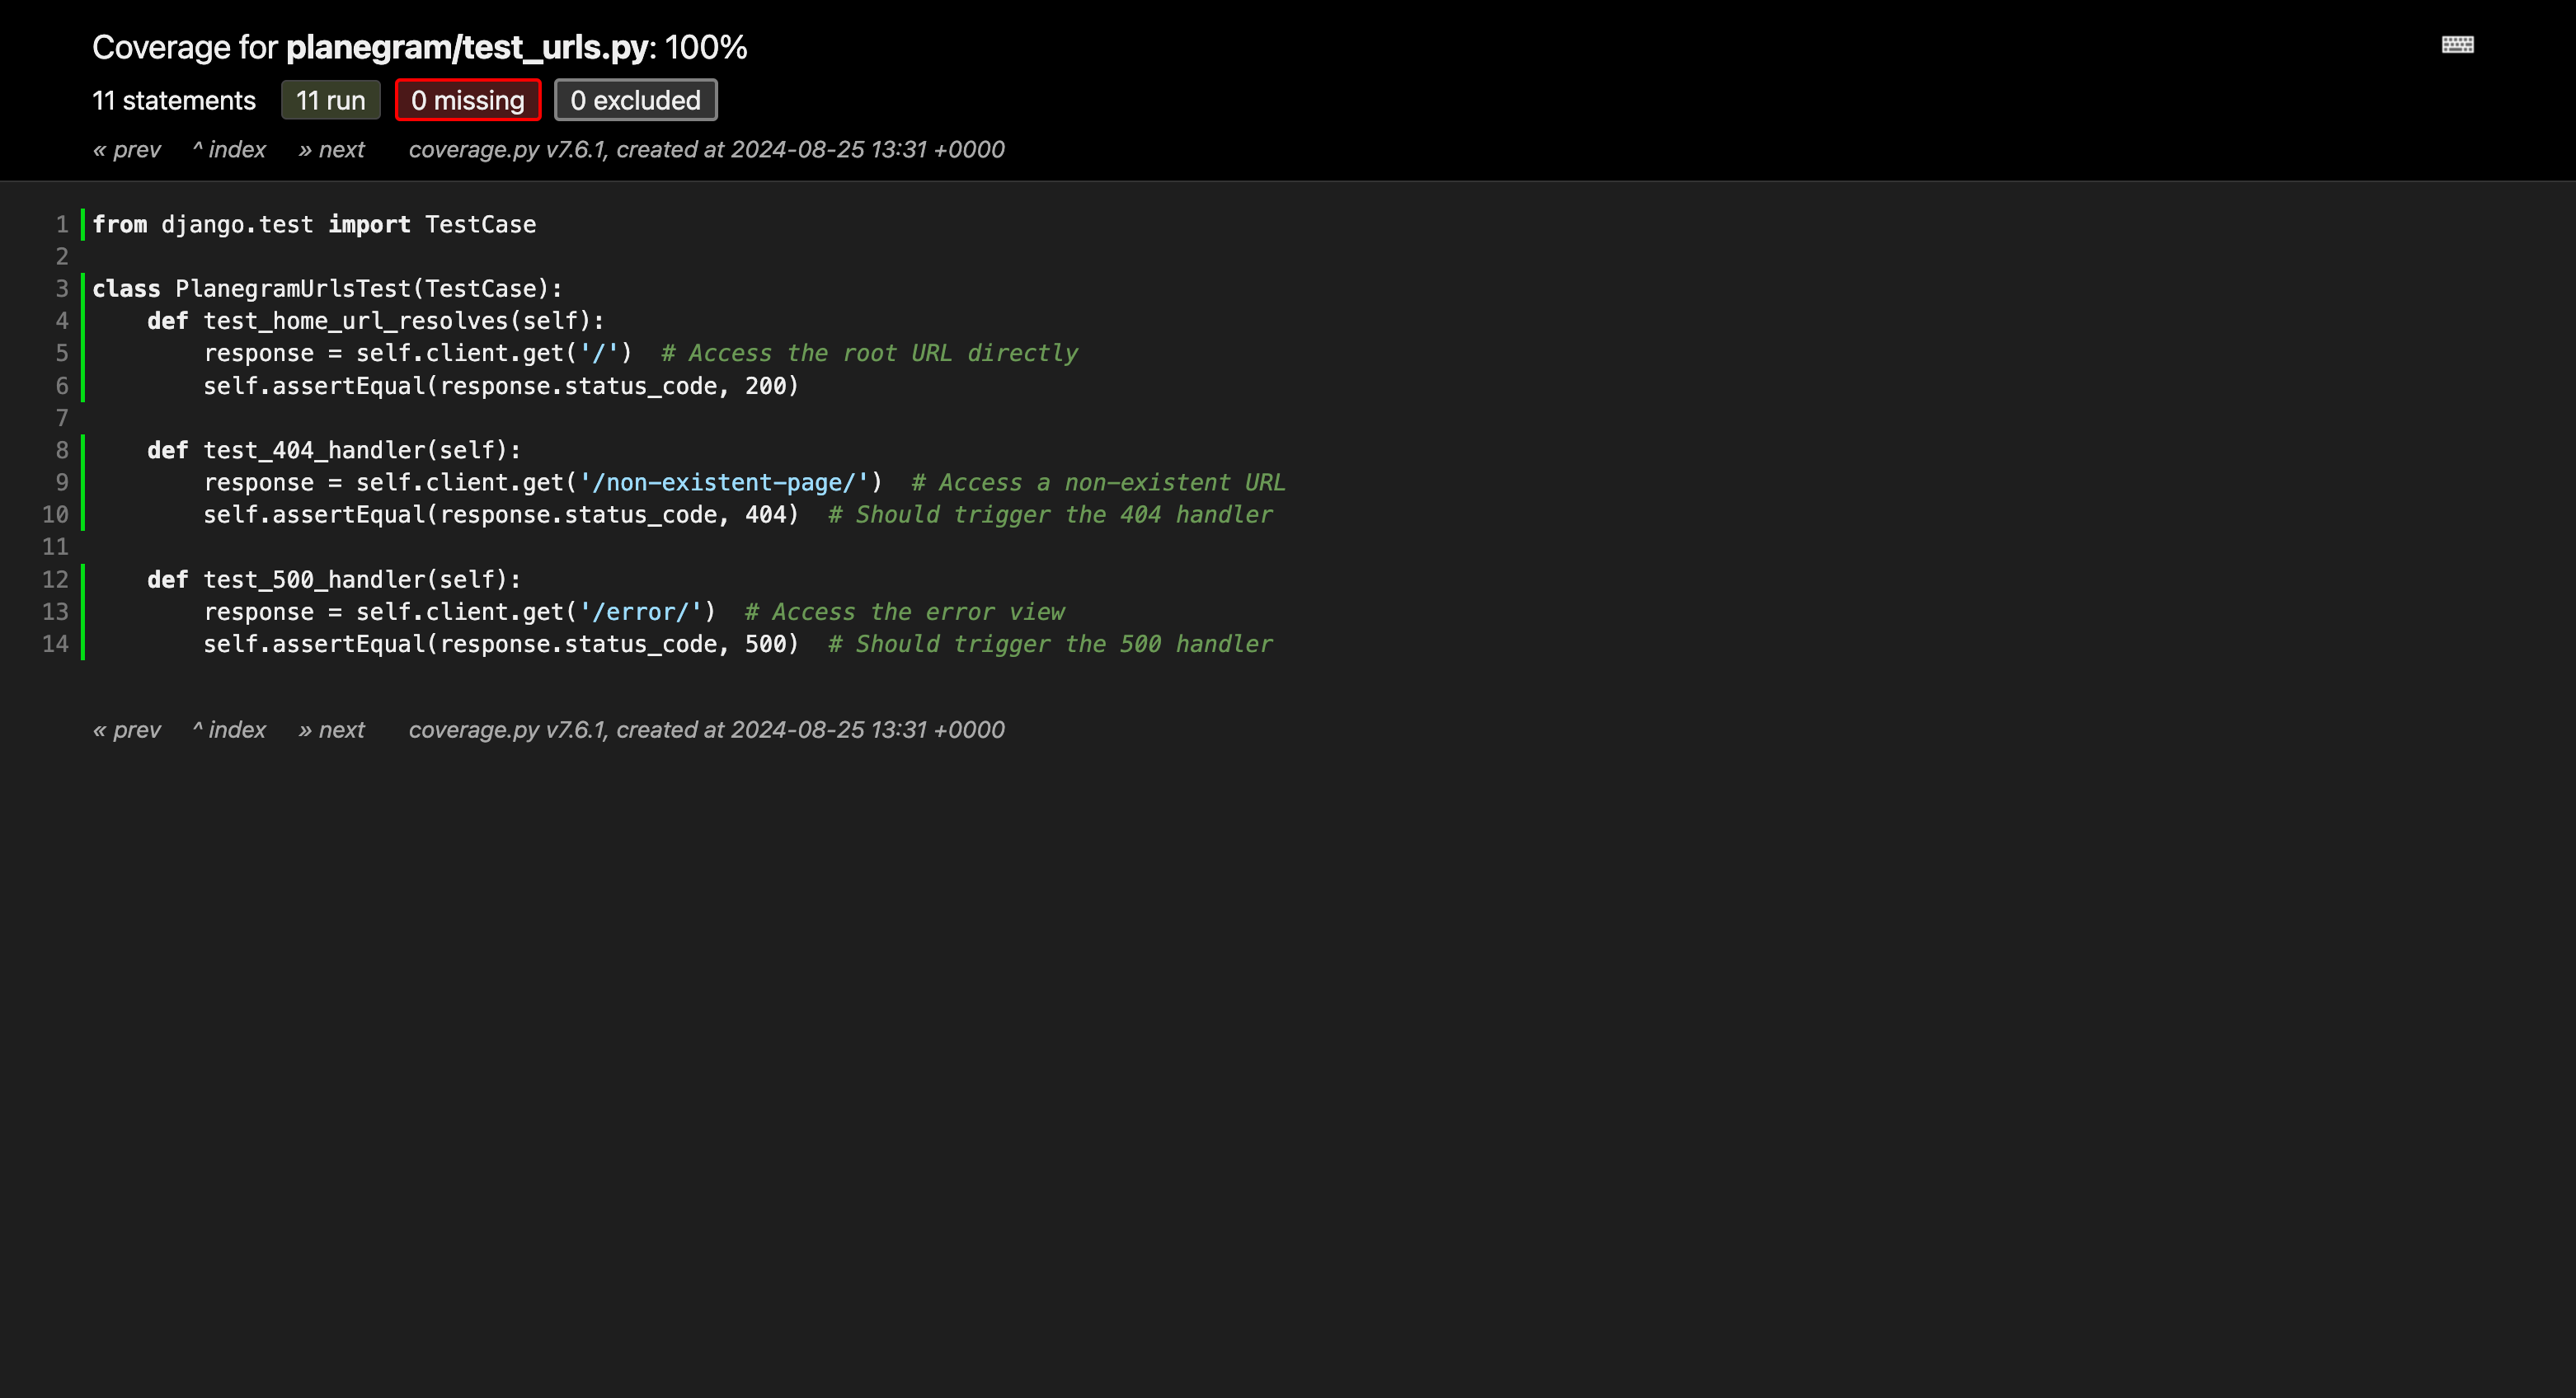 Coverage for planegram/test_urls.py: 100%
11 statements 11 run 0 missing 0 excluded
« prev ^ index » next coverage.py v7.6.1, created at 2024-08-25 13:31 +0000
1 from django.test import TestCase
2
3 class PlanegramUrlsTest(TestCase):
4     def test_home_url_resolves(self):
5         response = self.client.get('/')  # Access the root URL directly
6         self.assertEqual(response.status_code, 200)
7
8     def test_404_handler(self):
9         response = self.client.get('/non-existent-page/')  # Access a non-existent URL
10         self.assertEqual(response.status_code, 404)  # Should trigger the 404 handler
11
12     def test_500_handler(self):
13         response = self.client.get('/error/')  # Access the error view
14         self.assertEqual(response.status_code, 500)  # Should trigger the 500 handler
« prev ^ index » next coverage.py v7.6.1, created at 2024-08-25 13:31 +0000